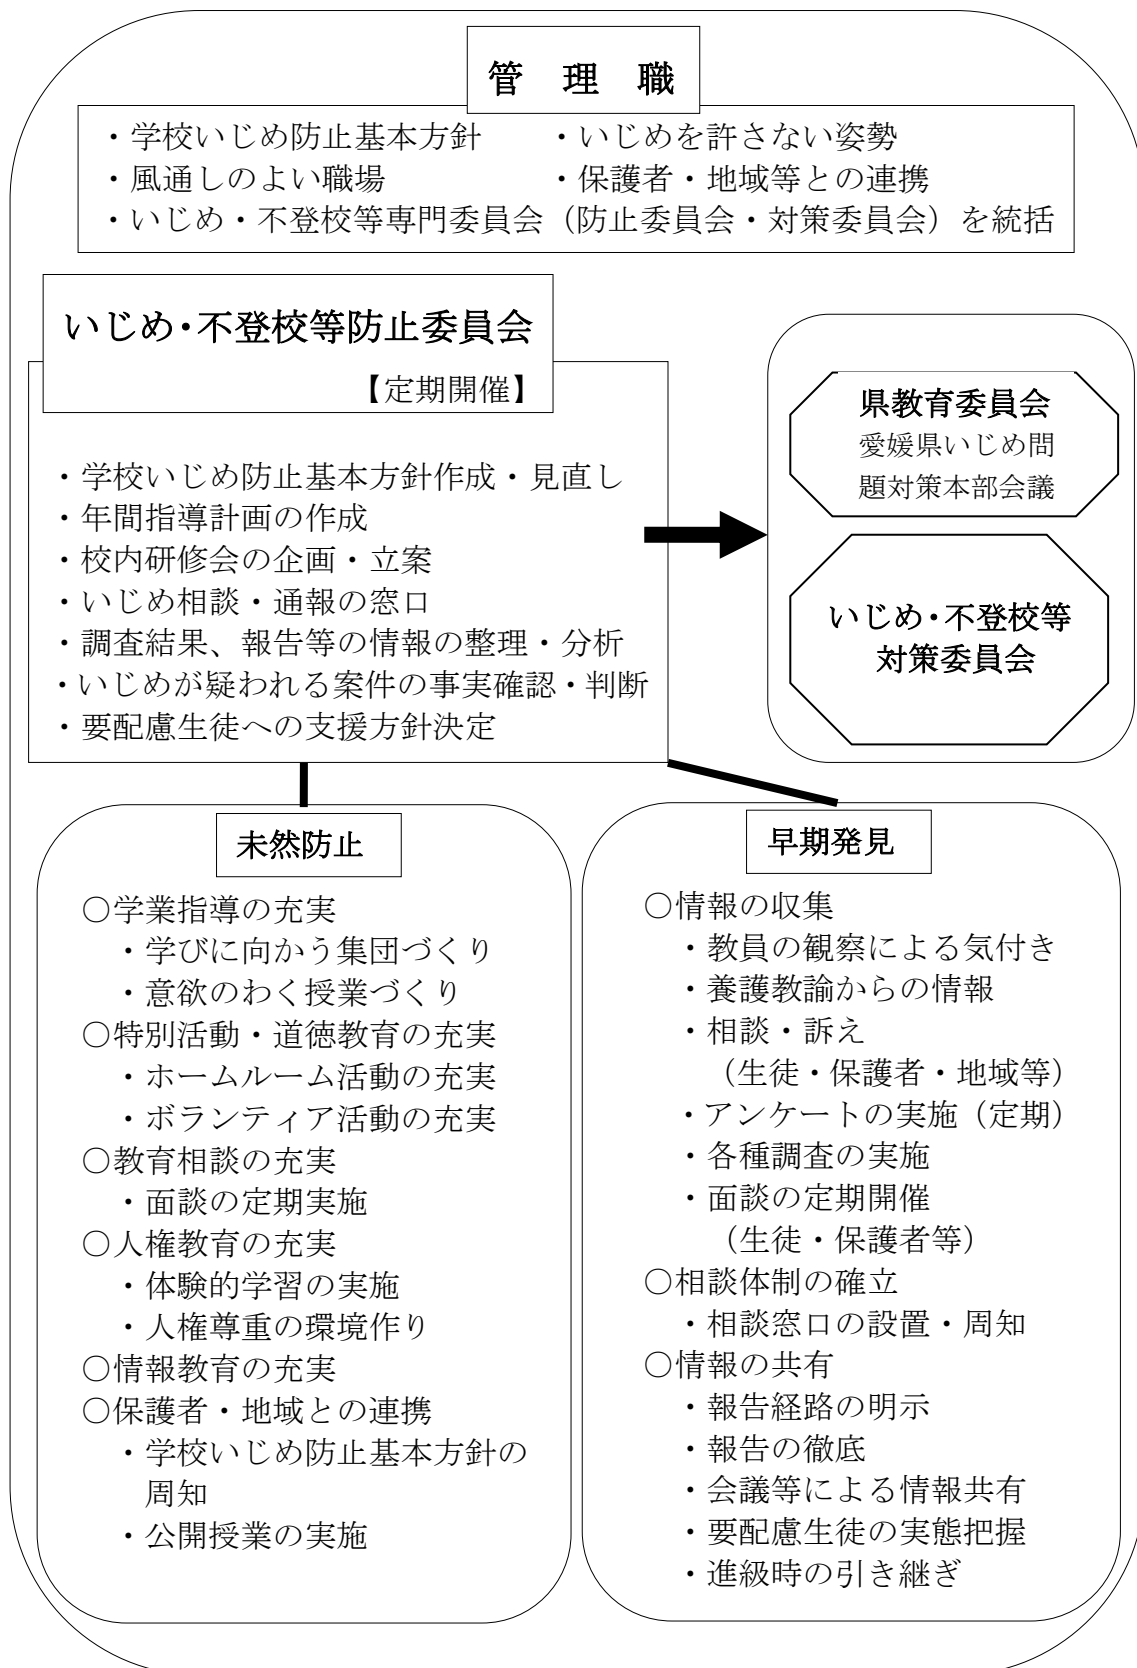 管　理　職
・学校いじめ防止基本方針　　・いじめを許さない姿勢
・風通しのよい職場　　　　　・保護者・地域等との連携
・いじめ・不登校等専門委員会（防止委員会・対策委員会）を統括
いじめ・不登校等防止委員会
【定期開催】
・学校いじめ防止基本方針作成・見直し
・年間指導計画の作成
・校内研修会の企画・立案
・いじめ相談・通報の窓口
・調査結果、報告等の情報の整理・分析
・いじめが疑われる案件の事実確認・判断
・要配慮生徒への支援方針決定
県教育委員会
愛媛県いじめ問
題対策本部会議
いじめ・不登校等
対策委員会
未然防止
○学業指導の充実
・学びに向かう集団づくり
・意欲のわく授業づくり
○特別活動・道徳教育の充実
・ホームルーム活動の充実
・ボランティア活動の充実
○教育相談の充実
・面談の定期実施
○人権教育の充実
・体験的学習の実施
・人権尊重の環境作り
○情報教育の充実
○保護者・地域との連携
・学校いじめ防止基本方針の
周知
・公開授業の実施
早期発見
○情報の収集
・教員の観察による気付き
・養護教諭からの情報
・相談・訴え
（生徒・保護者・地域等）
・アンケートの実施（定期）
・各種調査の実施
・面談の定期開催
（生徒・保護者等）
○相談体制の確立
・相談窓口の設置・周知
○情報の共有
・報告経路の明示
・報告の徹底
・会議等による情報共有
・要配慮生徒の実態把握
・進級時の引き継ぎ